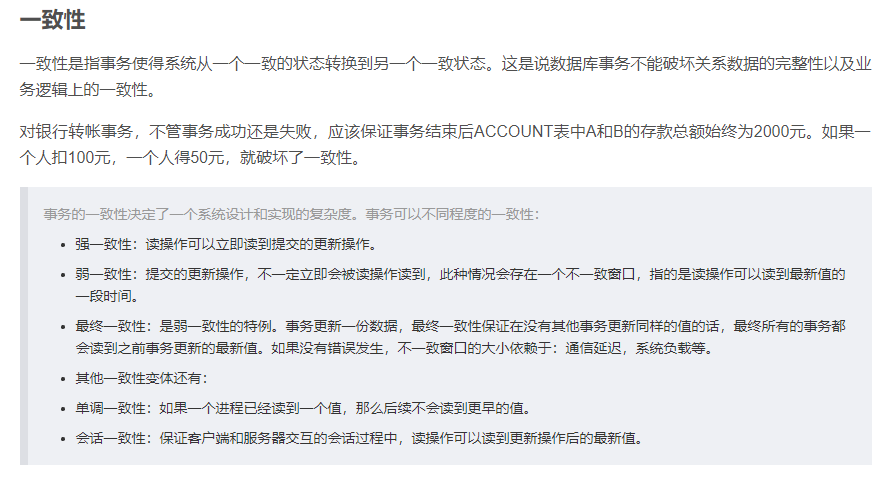 一致性
一致性是指事务使得系统从一个一致的状态转换到另一个一致状态。这是说数据库事务不能破坏关系数据的完整性以及业
务逻辑上的一致性。
对银行转帐事务，不管事务成功还是失败，应该保证事务结束后ACCOUNT表中A和B的存款总额始终为2000元。如果一
个人扣100元，一个人得50元，就破坏了一致性。
事务的一致性决定了一个系统设计和实现的复杂度。事务可以不同程度的一致性：
• 强一致性：读操作可以立即读到提交的更新操作。
• 弱一致性：提交的更新操作，不一定立即会被读操作读到，此种情况会存在一个不一致窗口，指的是读操作可以读到最新值的
一段时间。
• 最终一致性：是弱一致性的特例。事务更新一份数据，最终一致性保证在没有其他事务更新同样的值的话，最终所有的事务都
会读到之前事务更新的最新值。如果没有错误发生，不一致窗口的大小依赖于：通信延迟，系统负载等。
• 其他一致性变体还有：
• 单调一致性：如果一个进程已经读到一个值，那么后续不会读到更早的值。
• 会话一致性：保证客户端和服务器交互的会话过程中，读操作可以读到更新操作后的最新值。